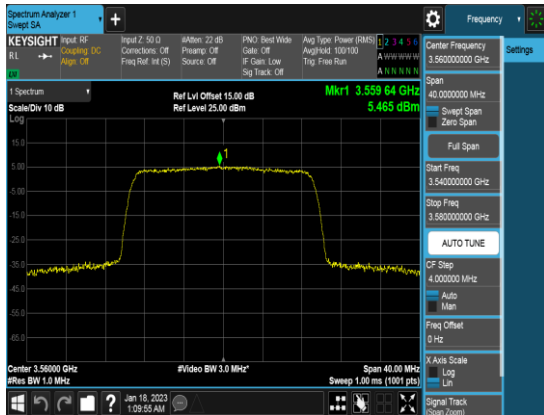 Spectrum Analyzer 1
Swept SA
Frequency
KEYSIGHT
RL
Input: RF
Coupling: DC
Align: Off
Input Z: 50 Ω
Corrections: Off
Freq Ref: Int (S)
#Atten: 22 dB
Preamp: Off
Source: Off
PNO: Best Wide
Gate: Off
IF Gain: Low
Sig Track: Off
Avg Type: Power (RMS)
Avg|Hold: 100/100
Trig: Free Run
1 2 3 4 5 6
A W W W W W
A N N N N N
1 Spectrum
Scale/Div 10 dB
Log
Ref Lvl Offset 15.00 dB
Ref Level 25.00 dBm
Mkr1 3.559 64 GHz
5.465 dBm
15.0
5.00
-5.00
-15.0
-25.0
-35.0
-45.0
-55.0
-65.0
1
Center 3.56000 GHz
#Res BW 1.0 MHz
#Video BW 3.0 MHz*
Span 40.00 MHz
Sweep 1.00 ms (1001 pts)
Jan 18, 2023
1:09:55 AM
Center Frequency
3.560000000 GHz
Settings
Span
40.0000000 MHz
Swept Span
Zero Span
Full Span
Start Freq
3.540000000 GHz
Stop Freq
3.580000000 GHz
AUTO TUNE
CF Step
4.000000 MHz
Auto
Man
Freq Offset
0 Hz
X Axis Scale
Log
Lin
Signal Track
(Span Zoom)